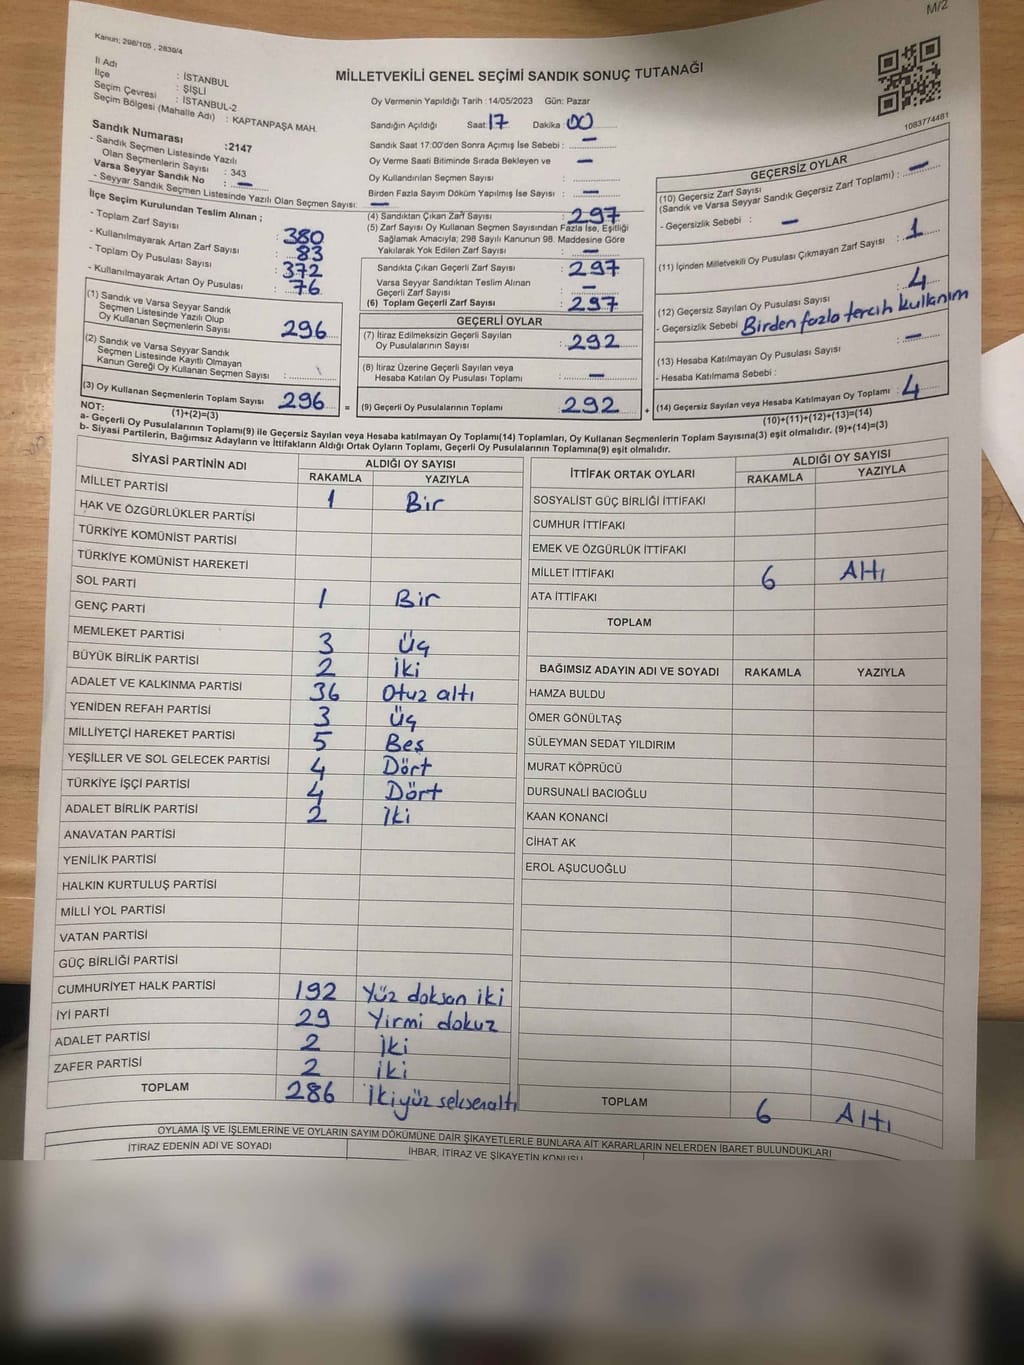 M/2
Kanun: 298/105 , 2839/4
MİLLETVEKİLİ GENEL SEÇİMİ SANDIK SONUÇ TUTANAĞI
1083774481
İl Adı : İSTANBUL
İlçe : ŞİŞLİ
Seçim Çevresi : İSTANBUL-2
Seçim Bölgesi (Mahalle Adı) : KAPTANPAŞA MAH.
Sandık Numarası :2147
- Sandık Seçmen Listesinde Yazılı
Olan Seçmenlerin Sayısı : 343
Varsa Seyyar Sandık No : —
- Seyyar Sandık Seçmen Listesinde Yazılı Olan Seçmen Sayısı: —
İlçe Seçim Kurulundan Teslim Alınan ;
- Toplam Zarf Sayısı : 380
- Kullanılmayarak Artan Zarf Sayısı : 83
- Toplam Oy Pusulası Sayısı : 372
- Kullanılmayarak Artan Oy Pusulası : 76
(1) Sandık ve Varsa Seyyar Sandık
Seçmen Listesinde Yazılı Olup
Oy Kullanan Seçmenlerin Sayısı 296
(2) Sandık ve Varsa Seyyar Sandık
Seçmen Listesinde Kayıtlı Olmayan
Kanun Gereği Oy Kullanan Seçmen Sayısı :
(3) Oy Kullanan Seçmenlerin Toplam Sayısı 296 =
Oy Vermenin Yapıldığı Tarih :14/05/2023 Gün: Pazar
Sandığın Açıldığı Saat: 17 Dakika : 00
Sandık Saat 17:00'den Sonra Açımış İse Sebebi : —
Oy Verme Saati Bitiminde Sırada Bekleyen ve —
Oy Kullandırılan Seçmen Sayısı :
Birden Fazla Sayım Döküm Yapılmış İse Sayısı : —
(4) Sandıktan Çıkan Zarf Sayısı : 297
(5) Zarf Sayısı Oy Kullanan Seçmen Sayısından Fazla İse, Eşitliği
Sağlamak Amacıyla; 298 Sayılı Kanunun 98. Maddesine Göre
Yakılarak Yok Edilen Zarf Sayısı : —
Sandıkta Çıkan Geçerli Zarf Sayısı : 297
Varsa Seyyar Sandıktan Teslim Alınan
Geçerli Zarf Sayısı : —
(6) Toplam Geçerli Zarf Sayısı : 297
GEÇERLİ OYLAR
(7) İtiraz Edilmeksizin Geçerli Sayılan
Oy Pusulalarının Sayısı : 292
(8) İtiraz Üzerine Geçerli Sayılan veya
Hesaba Katılan Oy Pusulası Toplamı : —
(9) Geçerli Oy Pusulalarının Toplamı 292 +
GEÇERSİZ OYLAR
(10) Geçersiz Zarf Sayısı
(Sandık ve Varsa Seyyar Sandık Geçersiz Zarf Toplamı) : —
- Geçersizlik Sebebi : —
(11) İçinden Milletvekili Oy Pusulası Çıkmayan Zarf Sayısı : 1
(12) Geçersiz Sayılan Oy Pusulası Sayısı : 4
- Geçersizlik Sebebi Birden fazla tercih kullanım
(13) Hesaba Katılmayan Oy Pusulası Sayısı : —
- Hesaba Katılmama Sebebi :
(14) Geçersiz Sayılan veya Hesaba Katılmayan Oy Toplamı : 4
NOT: (1)+(2)=(3) (10)+(11)+(12)+(13)=(14)
a- Geçerli Oy Pusulalarının Toplamı(9) ile Geçersiz Sayılan veya Hesaba katılmayan Oy Toplamı(14) Toplamları, Oy Kullanan Seçmenlerin Toplam Sayısına(3) eşit olmalıdır. (9)+(14)=(3)
b- Siyasi Partilerin, Bağımsız Adayların ve İttifakların Aldığı Ortak Oyların Toplamı, Geçerli Oy Pusulalarının Toplamına(9) eşit olmalıdır.
SİYASİ PARTİNİN ADI ALDIĞI OY SAYISI
RAKAMLA YAZIYLA
MİLLET PARTİSİ 1 Bir
HAK VE ÖZGÜRLÜKLER PARTİSİ
TÜRKİYE KOMÜNİST PARTİSİ
TÜRKİYE KOMÜNİST HAREKETİ
SOL PARTİ 1 Bir
GENÇ PARTİ
MEMLEKET PARTİSİ 3 Üç
BÜYÜK BİRLİK PARTİSİ 2 İki
ADALET VE KALKINMA PARTİSİ 36 Otuz altı
YENİDEN REFAH PARTİSİ 3 Üç
MİLLİYETÇİ HAREKET PARTİSİ 5 Beş
YEŞİLLER VE SOL GELECEK PARTİSİ 4 Dört
TÜRKİYE İŞÇİ PARTİSİ 4 Dört
ADALET BİRLİK PARTİSİ 2 İki
ANAVATAN PARTİSİ
YENİLİK PARTİSİ
HALKIN KURTULUŞ PARTİSİ
MİLLİ YOL PARTİSİ
VATAN PARTİSİ
GÜÇ BİRLİĞİ PARTİSİ
CUMHURİYET HALK PARTİSİ 192 Yüz doksan iki
İYİ PARTİ 29 Yirmi dokuz
ADALET PARTİSİ 2 İki
ZAFER PARTİSİ 2 iki
TOPLAM 286 İkiyüz seksenaltı
İTTİFAK ORTAK OYLARI ALDIĞI OY SAYISI
RAKAMLA YAZIYLA
SOSYALİST GÜÇ BİRLİĞİ İTTİFAKI
CUMHUR İTTİFAKI
EMEK VE ÖZGÜRLÜK İTTİFAKI
MİLLET İTTİFAKI 6 Altı
ATA İTTİFAKI
TOPLAM
BAĞIMSIZ ADAYIN ADI VE SOYADI RAKAMLA YAZIYLA
HAMZA BULDU
ÖMER GÖNÜLTAŞ
SÜLEYMAN SEDAT YILDIRIM
MURAT KÖPRÜCÜ
DURSUNALİ BACIOĞLU
KAAN KONANCİ
CİHAT AK
EROL AŞUCUOĞLU
TOPLAM 6 Altı
OYLAMA İŞ VE İŞLEMLERİNE VE OYLARIN SAYIM DÖKÜMÜNE DAİR ŞİKAYETLERLE BUNLARA AİT KARARLARIN NELERDEN İBARET BULUNDUKLARI
İTİRAZ EDENİN ADI VE SOYADI İHBAR, İTİRAZ VE ŞİKAYETİN KONUSU